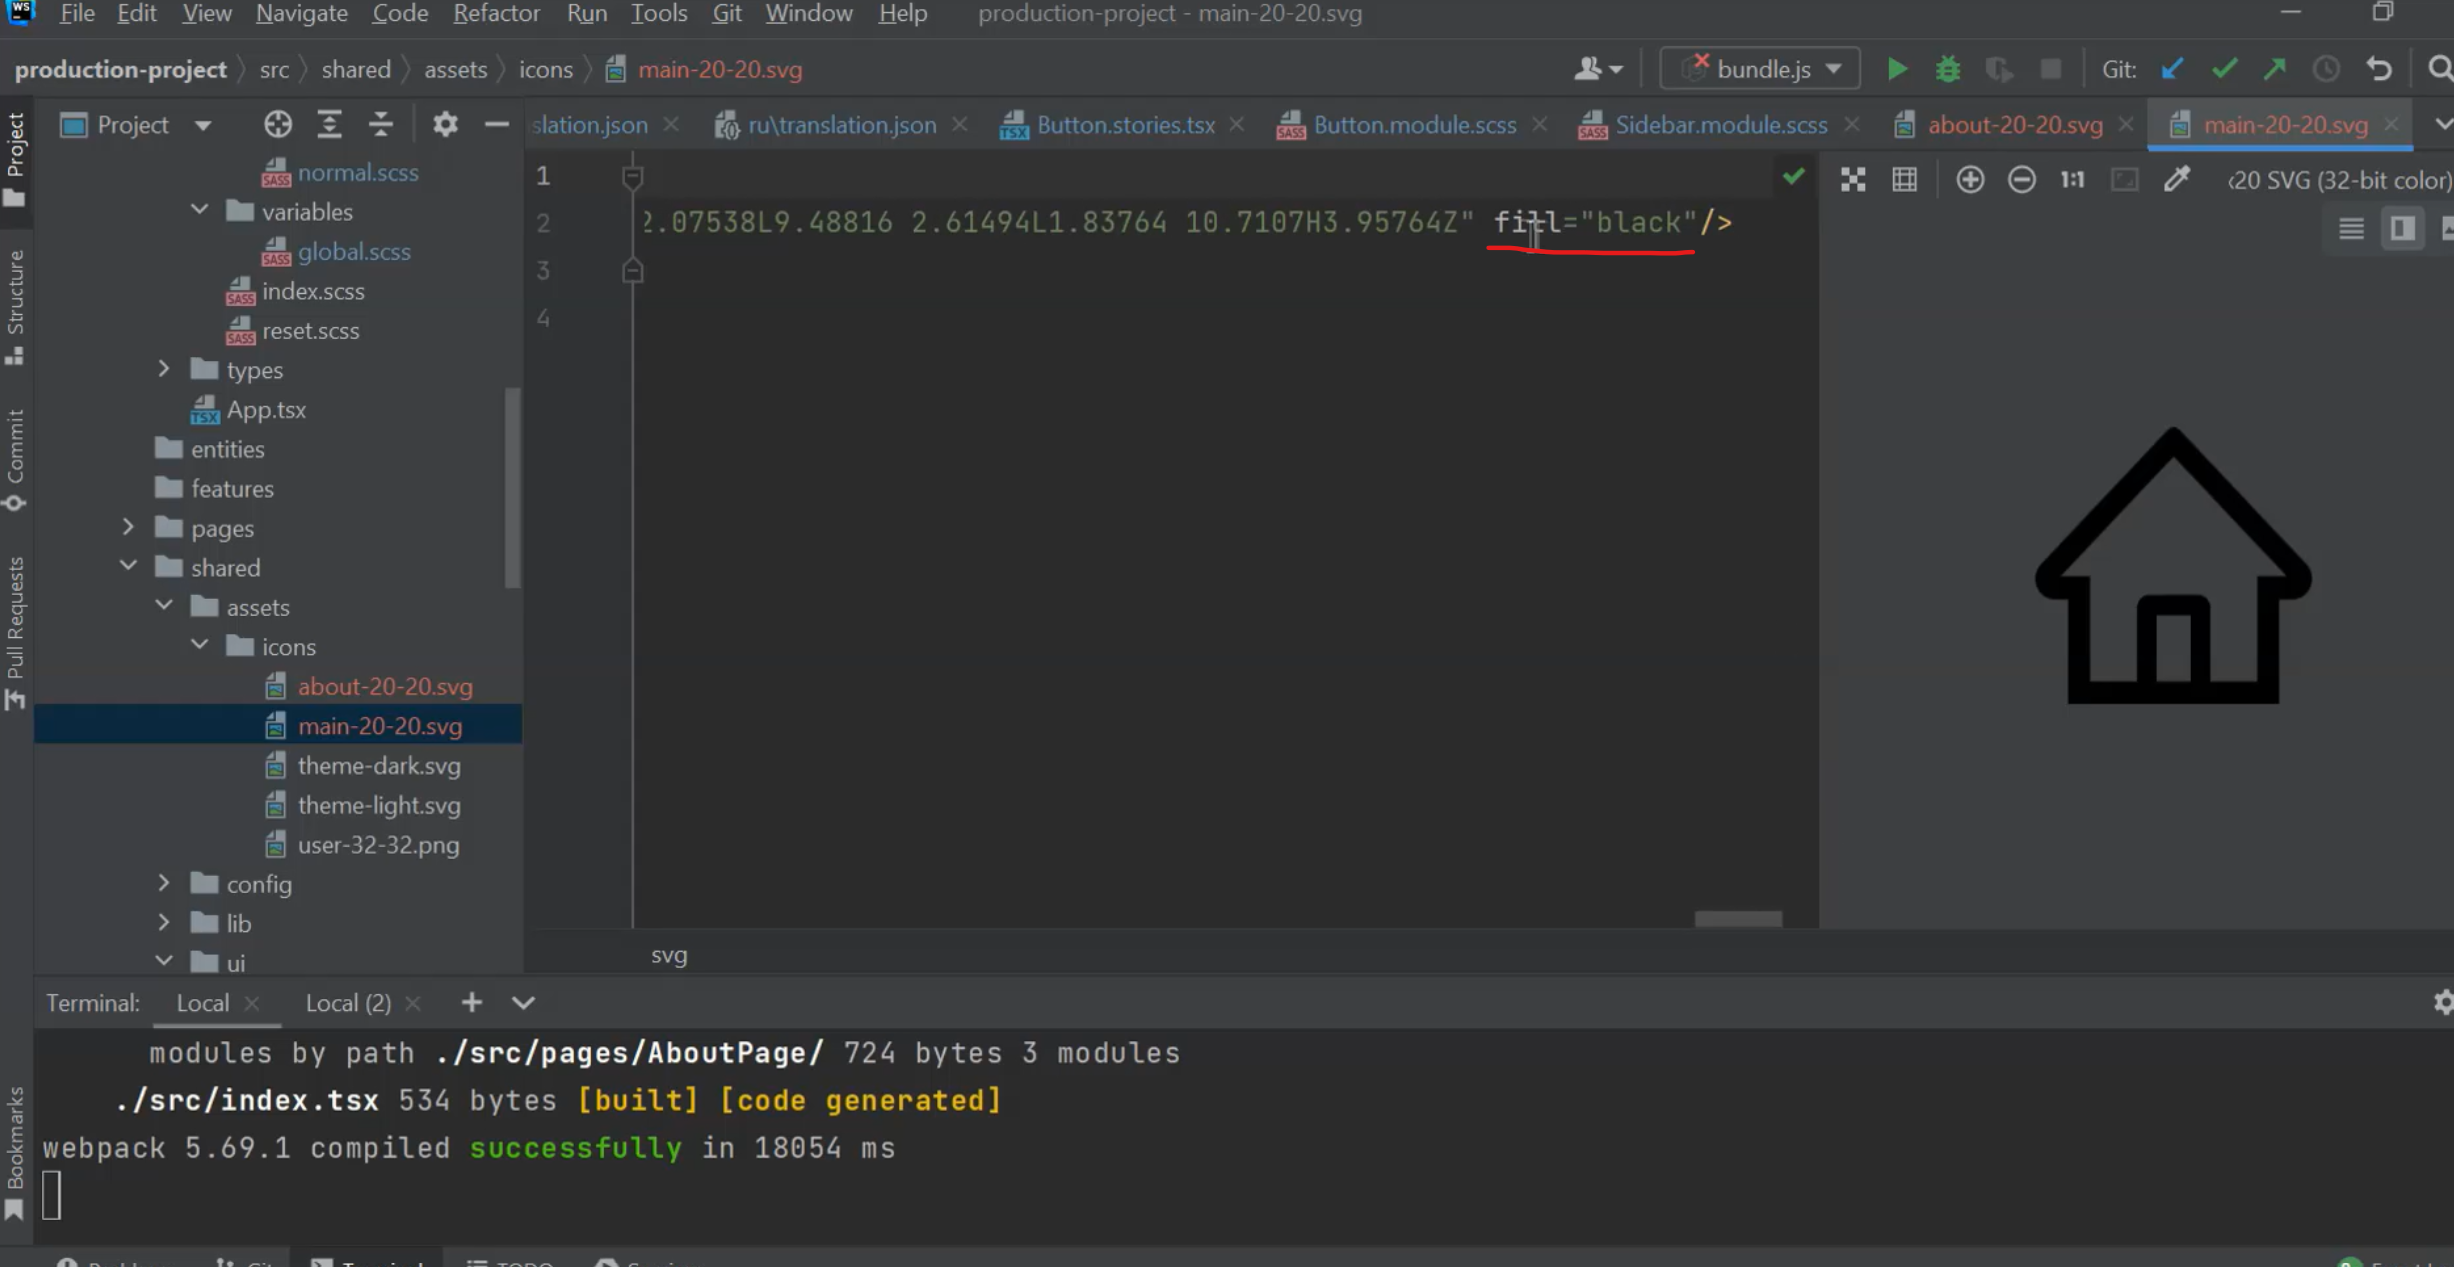 WS File Edit View Navigate Code Refactor Run Tools Git Window Help production-project - main-20-20.svg
production-project src shared assets icons main-20-20.svg bundle.js Git:
Project slation.json ru\translation.json Button.stories.tsx Button.module.scss Sidebar.module.scss about-20-20.svg main-20-20.svg
Project
Structure
Commit
Pull Requests
Bookmarks
normal.scss
variables
global.scss
index.scss
reset.scss
types
App.tsx
entities
features
pages
shared
assets
icons
about-20-20.svg
main-20-20.svg
theme-dark.svg
theme-light.svg
user-32-32.png
config
lib
ui
1
2 2.07538L9.48816 2.61494L1.83764 10.7107H3.95764Z" fill="black"/>
3
4
1:1 x20 SVG (32-bit color)
svg
Terminal: Local Local (2)
modules by path ./src/pages/AboutPage/ 724 bytes 3 modules
./src/index.tsx 534 bytes [built] [code generated]
webpack 5.69.1 compiled successfully in 18054 ms